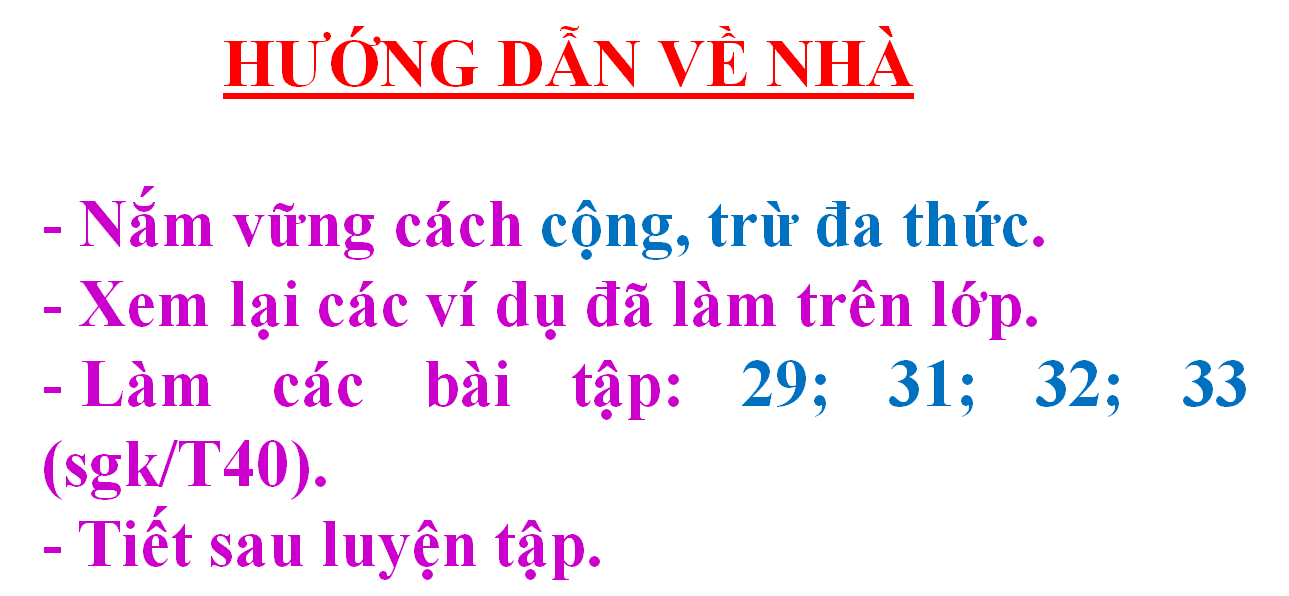 HƯỚNG DẪN VỀ NHÀ
- Nắm vững cách cộng, trừ đa thức.
- Xem lại các ví dụ đã làm trên lớp.
- Làm các bài tập: 29; 31; 32; 33
(sgk/T40).
- Tiết sau luyện tập.